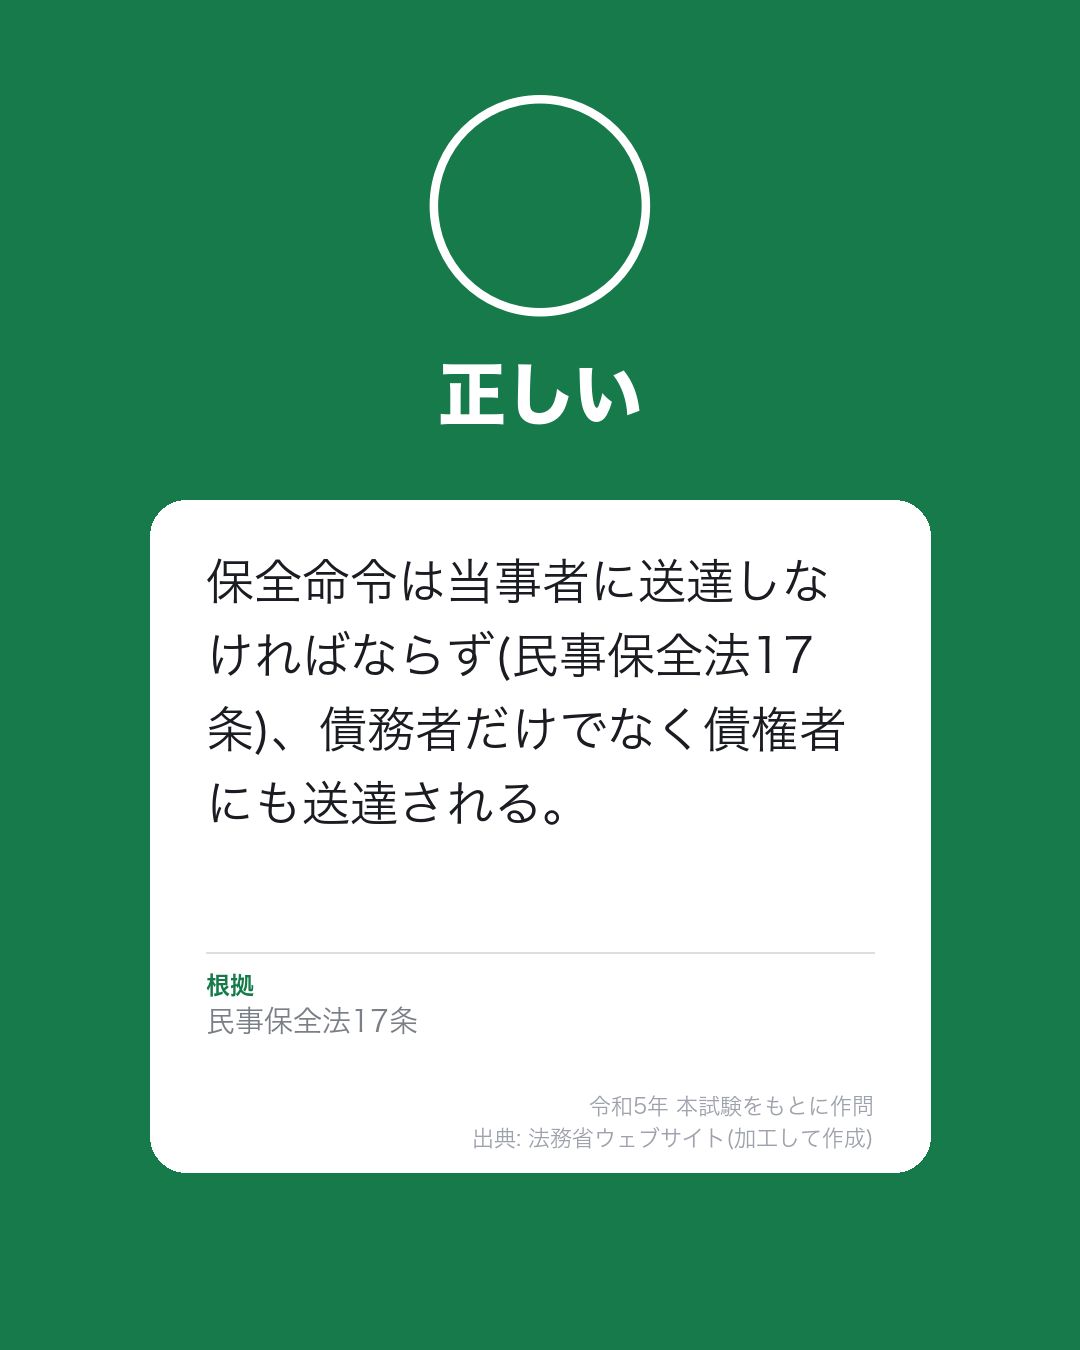 正しい
保全命令は当事者に送達しな
ければならず(民事保全法17
条)、債務者だけでなく債権者
にも送達される。
根拠
民事保全法17条
令和5年 本試験をもとに作問
出典: 法務省ウェブサイト(加工して作成)